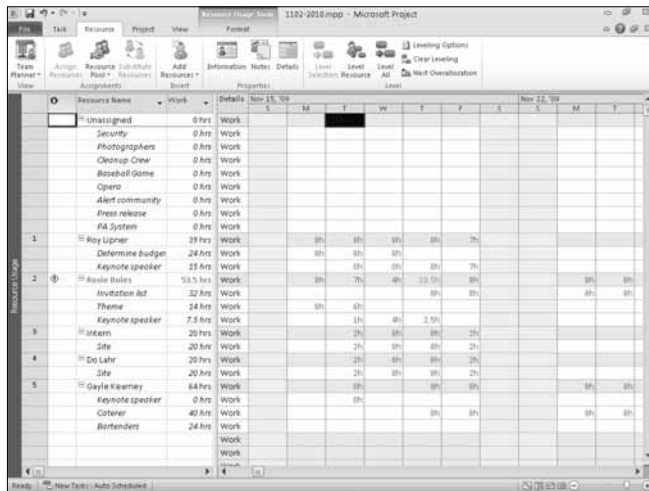 Resource Usage Tools 1102-2010.mpp - Microsoft Project
File Task Resource Project View Format
Team Planner Assign Resources Resource Pool Substitute Resources Add Resources Information Notes Details Level Selection Level Resource Level All
Leveling Options
Clear Leveling
Next Overallocation
View Assignments Insert Properties Level
Resource Name Work Details Nov 15, '09 Nov 22, '09
S M T W T F S S M T
Unassigned 0 hrs Work
Security 0 hrs Work
Photographers 0 hrs Work
Cleanup Crew 0 hrs Work
Baseball Game 0 hrs Work
Opera 0 hrs Work
Alert community 0 hrs Work
Press release 0 hrs Work
PA System 0 hrs Work
1 Roy Lipner 39 hrs Work 8h 8h 8h 8h 7h
Determine budget 24 hrs Work 8h 8h 8h
Keynote speaker 15 hrs Work 0h 0h 8h 7h
2 Rosie Boles 53.5 hrs Work 8h 7h 4h 10.5h 8h 8h 8h
Invitation list 32 hrs Work 8h 8h 8h 8h
Theme 14 hrs Work 8h 6h
Keynote speaker 7.5 hrs Work 1h 4h 2.5h
3 Intern 20 hrs Work 2h 8h 8h 2h
Site 20 hrs Work 2h 8h 8h 2h
4 Do Lahr 20 hrs Work 2h 8h 8h 2h
Site 20 hrs Work 2h 8h 8h 2h
5 Gayle Kearney 64 hrs Work 0h 8h 8h 8h 8h
Keynote speaker 0 hrs Work 0h
Caterer 40 hrs Work 8h 8h 8h 8h
Bartenders 24 hrs Work
Work
Work
Resource Usage
Ready New Tasks : Auto Scheduled